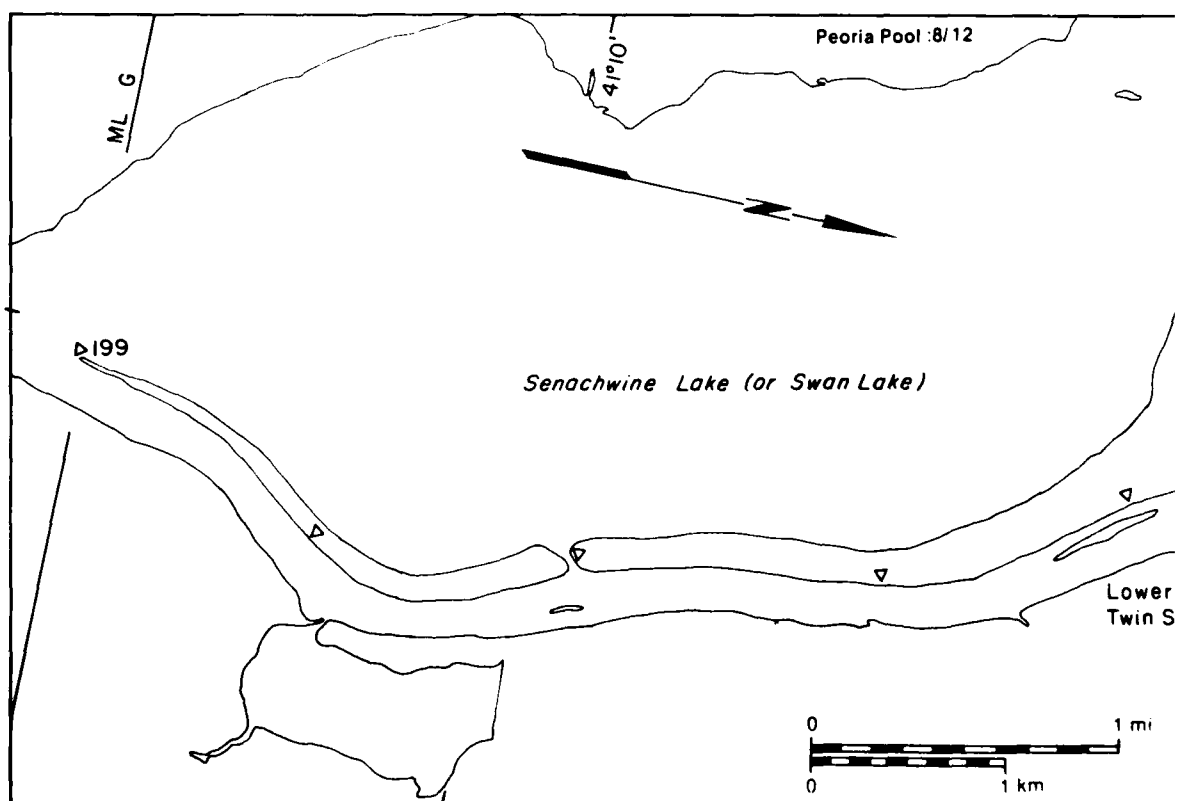 Peoria Pool :8/12
41°10'
ML G
N
199
Senachwine Lake (or Swan Lake)
Lower
Twin S
0 1 mi
0 1 km